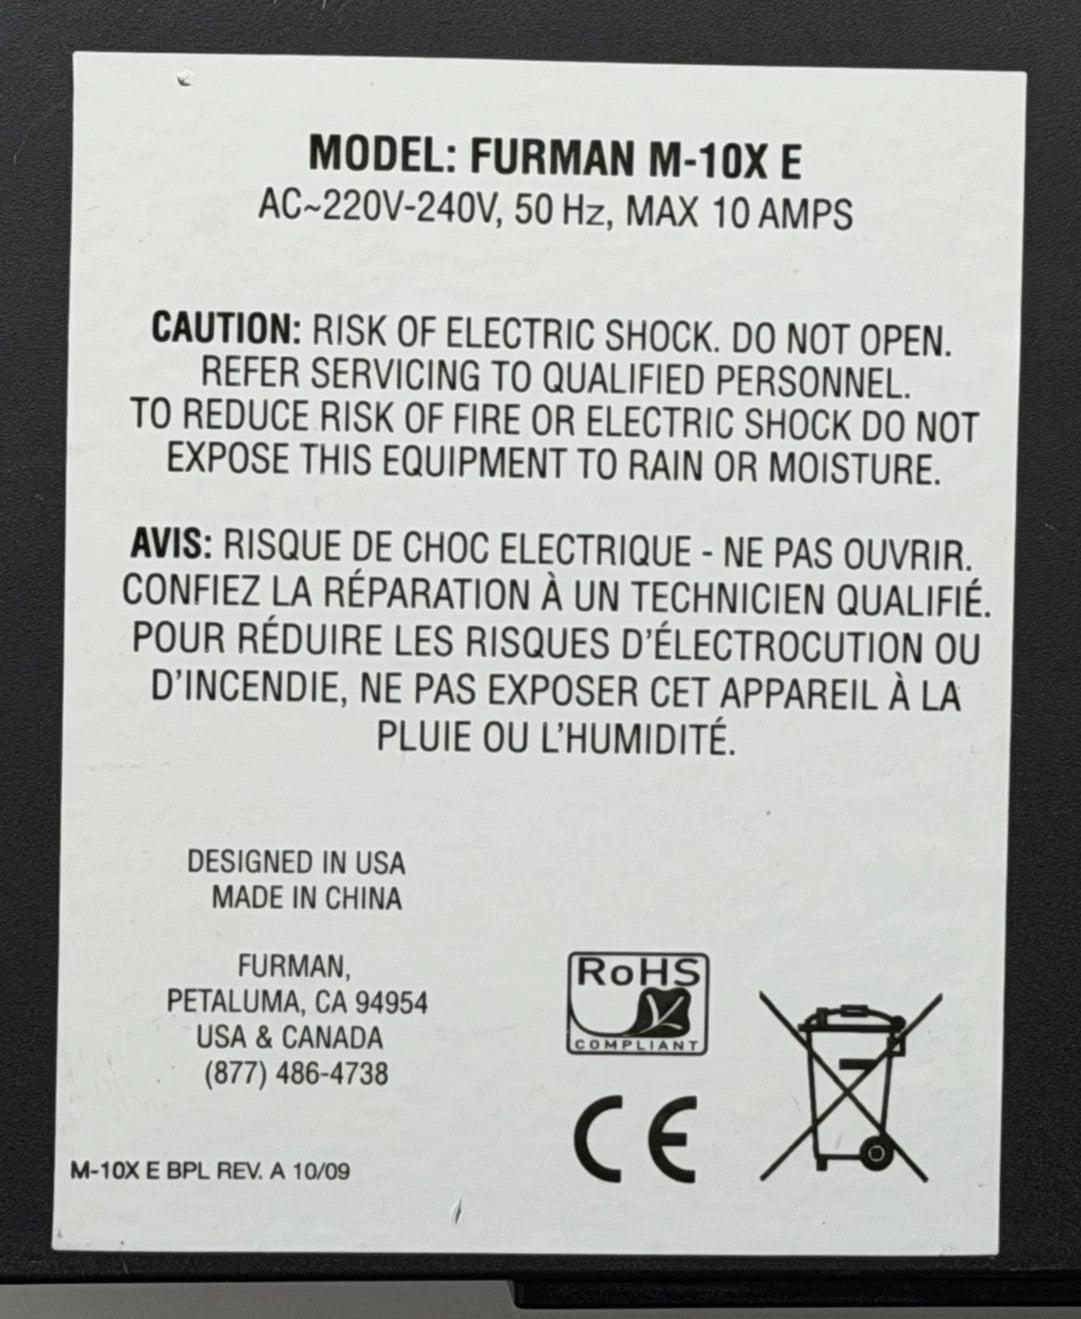 MODEL: FURMAN M-10X E
AC~220V-240V, 50 Hz, MAX 10 AMPS
CAUTION: RISK OF ELECTRIC SHOCK. DO NOT OPEN.
REFER SERVICING TO QUALIFIED PERSONNEL.
TO REDUCE RISK OF FIRE OR ELECTRIC SHOCK DO NOT
EXPOSE THIS EQUIPMENT TO RAIN OR MOISTURE.
AVIS: RISQUE DE CHOC ELECTRIQUE - NE PAS OUVRIR.
CONFIEZ LA RÉPARATION À UN TECHNICIEN QUALIFIÉ.
POUR RÉDUIRE LES RISQUES D'ÉLECTROCUTION OU
D'INCENDIE, NE PAS EXPOSER CET APPAREIL À LA
PLUIE OU L'HUMIDITÉ.
DESIGNED IN USA
MADE IN CHINA
FURMAN,
PETALUMA, CA 94954
USA & CANADA
(877) 486-4738
M-10X E BPL REV. A 10/09
RoHS
COMPLIANT
CE